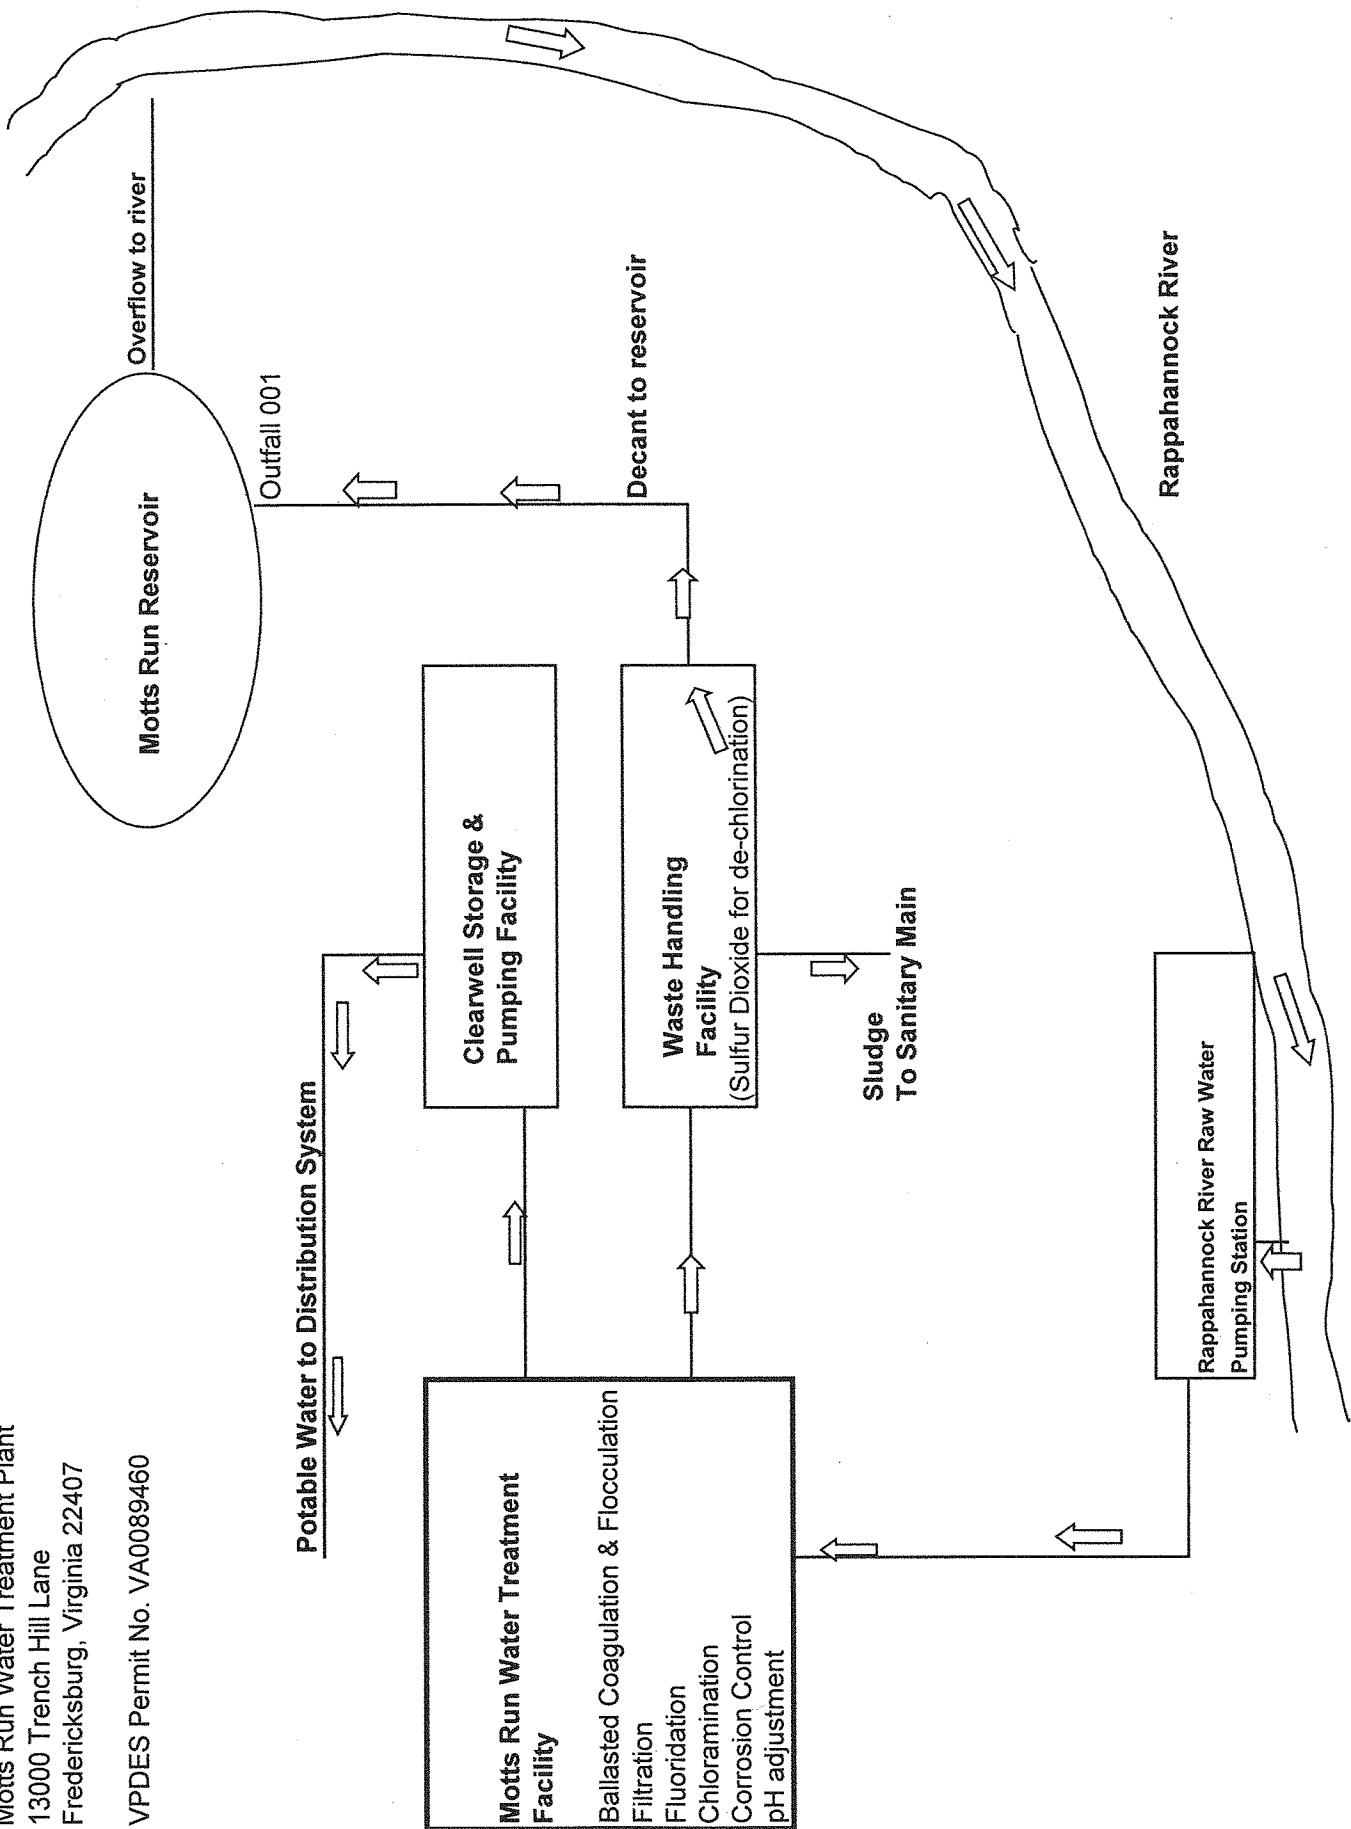 Motts Run Water Treatment Plant
13000 Trench Hill Lane
Fredericksburg, Virginia 22407
VPDES Permit No. VA0089460
Motts Run Reservoir
Overflow to river
Outfall 001
Potable Water to Distribution System
Clearwell Storage &
Pumping Facility
Motts Run Water Treatment
Facility
Ballasted Coagulation & Flocculation
Filtration
Fluoridation
Chloramination
Corrosion Control
pH adjustment
Waste Handling
Facility
(Sulfur Dioxide for de-chlorination)
Decant to reservoir
Sludge
To Sanitary Main
Rappahannock River Raw Water
Pumping Station
Rappahannock River